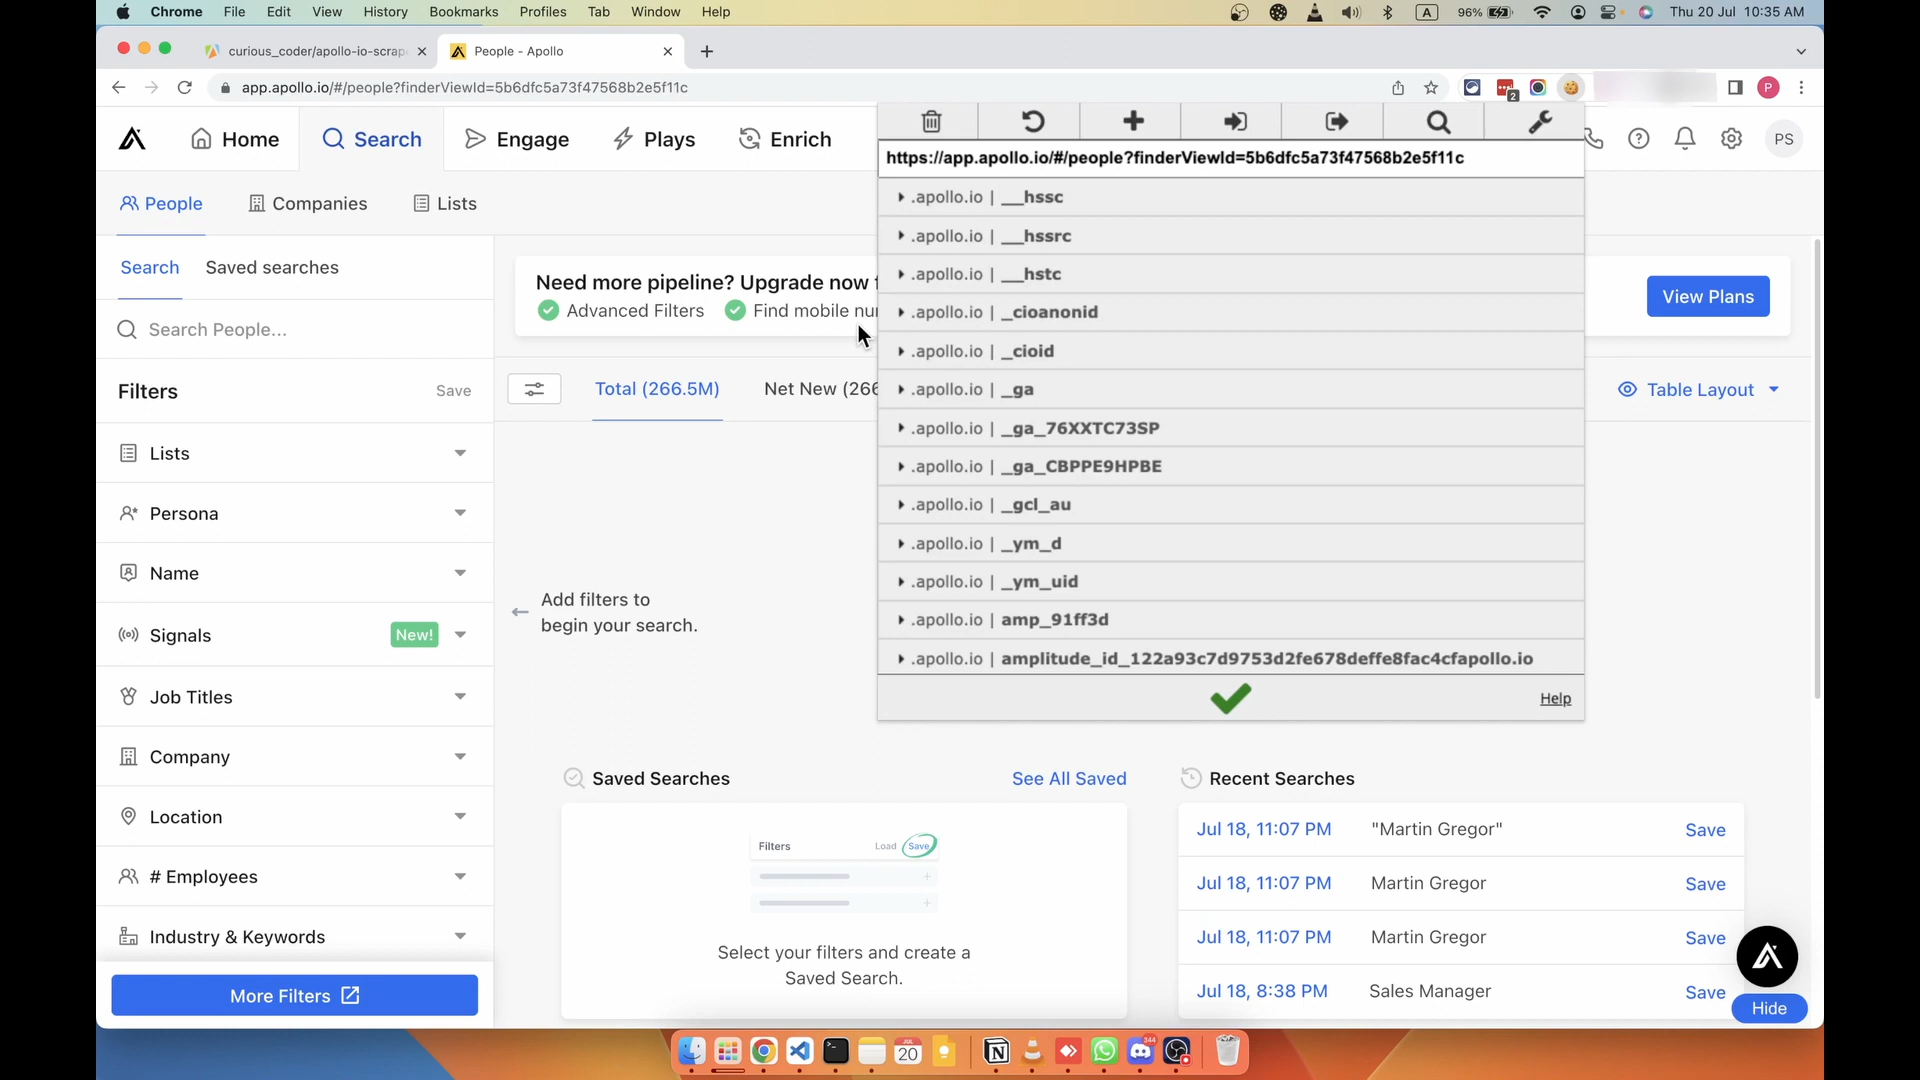 Chrome File Edit View History Bookmarks Profiles Tab Window Help
A 96% Thu 20 Jul 10:35 AM
curious_coder/apollo-io-scrap
People - Apollo
app.apollo.io/#/people?finderViewId=5b6dfc5a73f47568b2e5f11c
2
P
Home Search Engage Plays Enrich
PS
https://app.apollo.io/#/people?finderViewId=5b6dfc5a73f47568b2e5f11c
.apollo.io | __hssc
.apollo.io | __hssrc
.apollo.io | __hstc
.apollo.io | _cioanonid
.apollo.io | _cioid
.apollo.io | _ga
.apollo.io | _ga_76XXTC73SP
.apollo.io | _ga_CBPPE9HPBE
.apollo.io | _gcl_au
.apollo.io | _ym_d
.apollo.io | _ym_uid
.apollo.io | amp_91ff3d
.apollo.io | amplitude_id_122a93c7d9753d2fe678deffe8fac4cfapollo.io
Help
People Companies Lists
Search Saved searches
Search People...
Filters Save
Lists
Persona
Name
Signals New!
Job Titles
Company
Location
# Employees
Industry & Keywords
More Filters
Need more pipeline? Upgrade now f
Advanced Filters Find mobile nu
View Plans
Total (266.5M) Net New (266
Table Layout
Add filters to
begin your search.
Saved Searches See All Saved
Filters Load Save
Select your filters and create a
Saved Search.
Recent Searches
Jul 18, 11:07 PM "Martin Gregor" Save
Jul 18, 11:07 PM Martin Gregor Save
Jul 18, 11:07 PM Martin Gregor Save
Jul 18, 8:38 PM Sales Manager Save
Hide
JUL
20
344